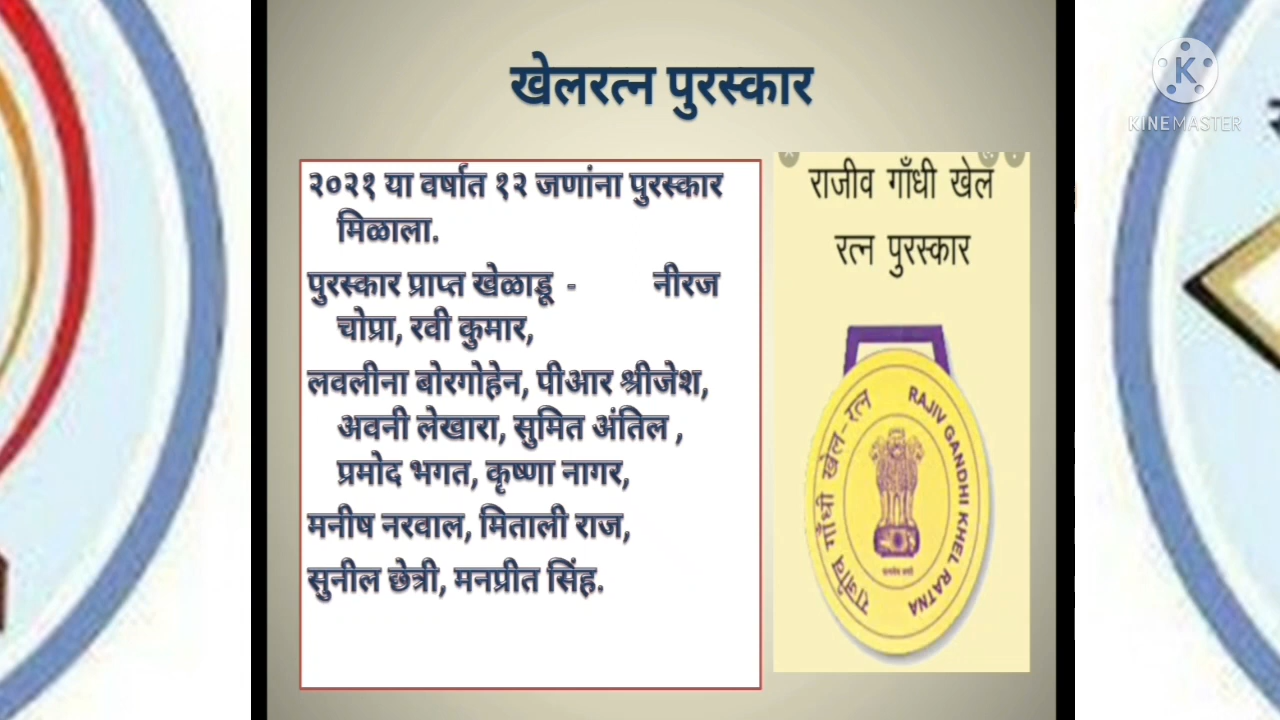 खेलरत्न पुरस्कार
२०२१ या वर्षात १२ जणांना पुरस्कार
मिळाला.
पुरस्कार प्राप्त खेळाडू - नीरज
चोप्रा, रवी कुमार,
लवलीना बोरगोहेन, पीआर श्रीजेश,
अवनी लेखारा, सुमित अंतिल ,
प्रमोद भगत, कृष्णा नागर,
मनीष नरवाल, मिताली राज,
सुनील छेत्री, मनप्रीत सिंह.
राजीव गाँधी खेल
रत्न पुरस्कार
राजीव गाँधी खेल-रत्न
RAJIV GANDHI KHEL RATNA
K
KINEMASTER